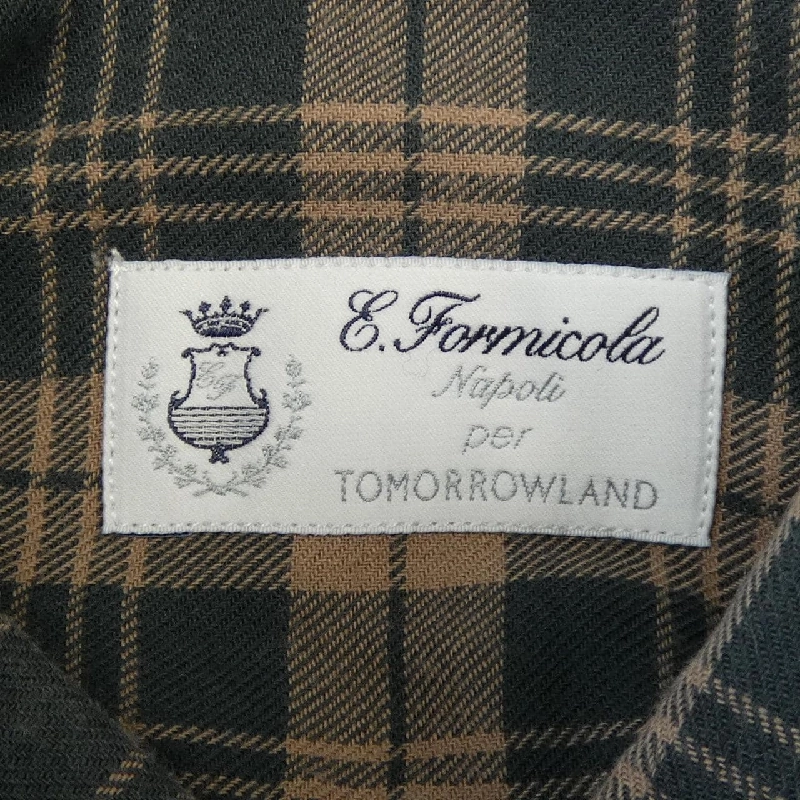 E. Formicola
Napoli
per
TOMORROWLAND